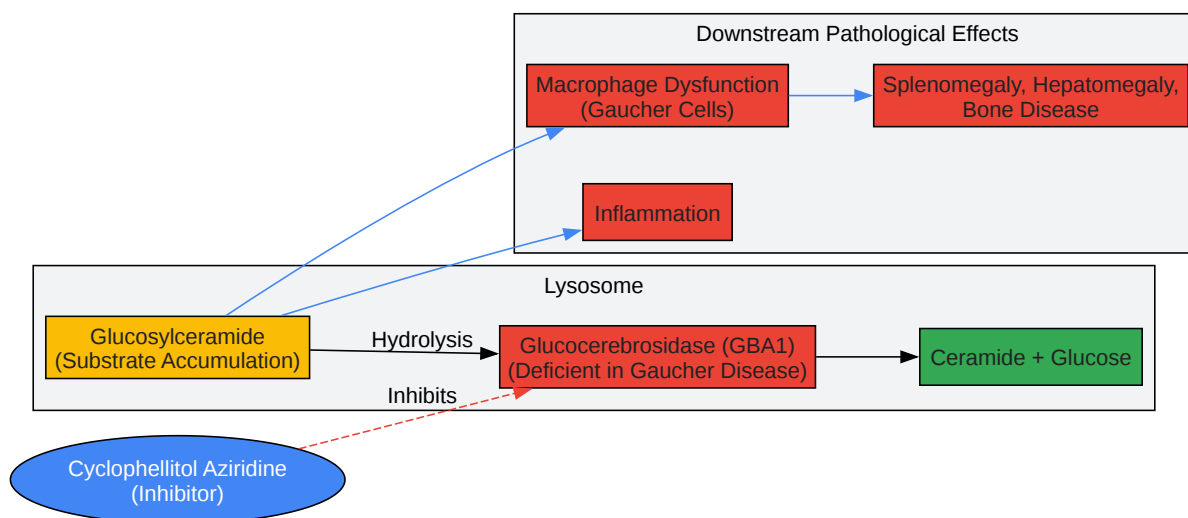 Downstream Pathological Effects
Macrophage Dysfunction
(Gaucher Cells)
Splenomegaly, Hepatomegaly,
Bone Disease
Inflammation
Lysosome
Glucosylceramide
(Substrate Accumulation)
Hydrolysis
Glucocerebrosidase (GBA1)
(Deficient in Gaucher Disease)
Ceramide + Glucose
Inhibits
Cyclophellitol Aziridine
(Inhibitor)